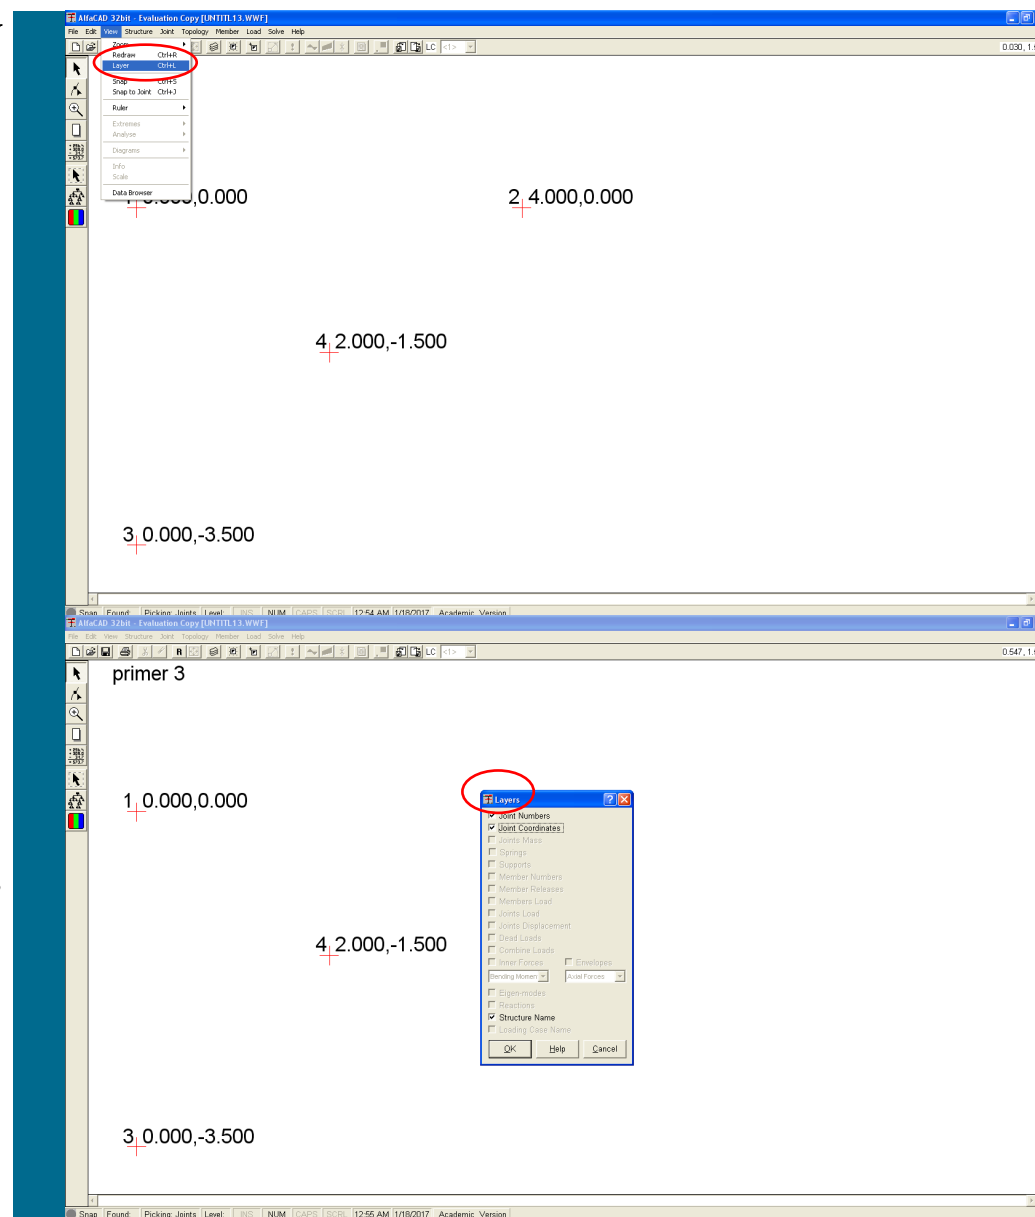 AlfaCAD 32bit - Evaluation Copy [UNTITL13.WWF]
File Edit View Structure Joint Topology Member Load Solve Help
LC <1> 0.030, 1.
Zoom
Redraw Ctrl+R
Layer Ctrl+L
Snap Ctrl+S
Snap to Joint Ctrl+J
Ruler
Extremes
Analyse
Diagrams
Info
Scale
Data Browser
0.000,0.000
2 4.000,0.000
4 2.000,-1.500
3 0.000,-3.500
Snap Found: Picking: Joints Level: INS NUM CAPS SCRL 12:54 AM 1/18/2017 Academic Version
AlfaCAD 32bit - Evaluation Copy [UNTITL13.WWF]
File Edit View Structure Joint Topology Member Load Solve Help
R LC <1> 0.547, 1.
primer 3
1 0.000,0.000
4 2.000,-1.500
3 0.000,-3.500
Layers
Joint Numbers
Joint Coordinates
Joints Mass
Springs
Supports
Member Numbers
Member Releases
Members Load
Joints Load
Joints Displacement
Dead Loads
Combine Loads
Inner Forces Envelopes
Bending Momen Axial Forces
Eigen-modes
Reactions
Structure Name
Loading Case Name
OK Help Cancel
Snap Found: Picking: Joints Level: INS NUM CAPS SCRL 12:55 AM 1/18/2017 Academic Version